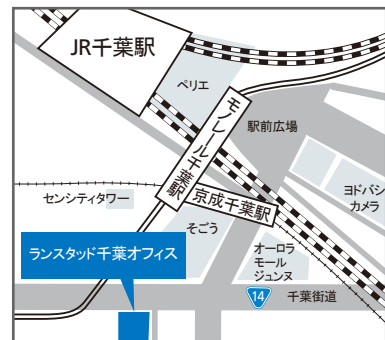 JR千葉駅
ペリエ
モノレール千葉駅
駅前広場
京成千葉駅
ヨドバシ
カメラ
センシティタワー
そごう
オーロラ
モール
ジュンヌ
ランスタッド千葉オフィス
14
千葉街道